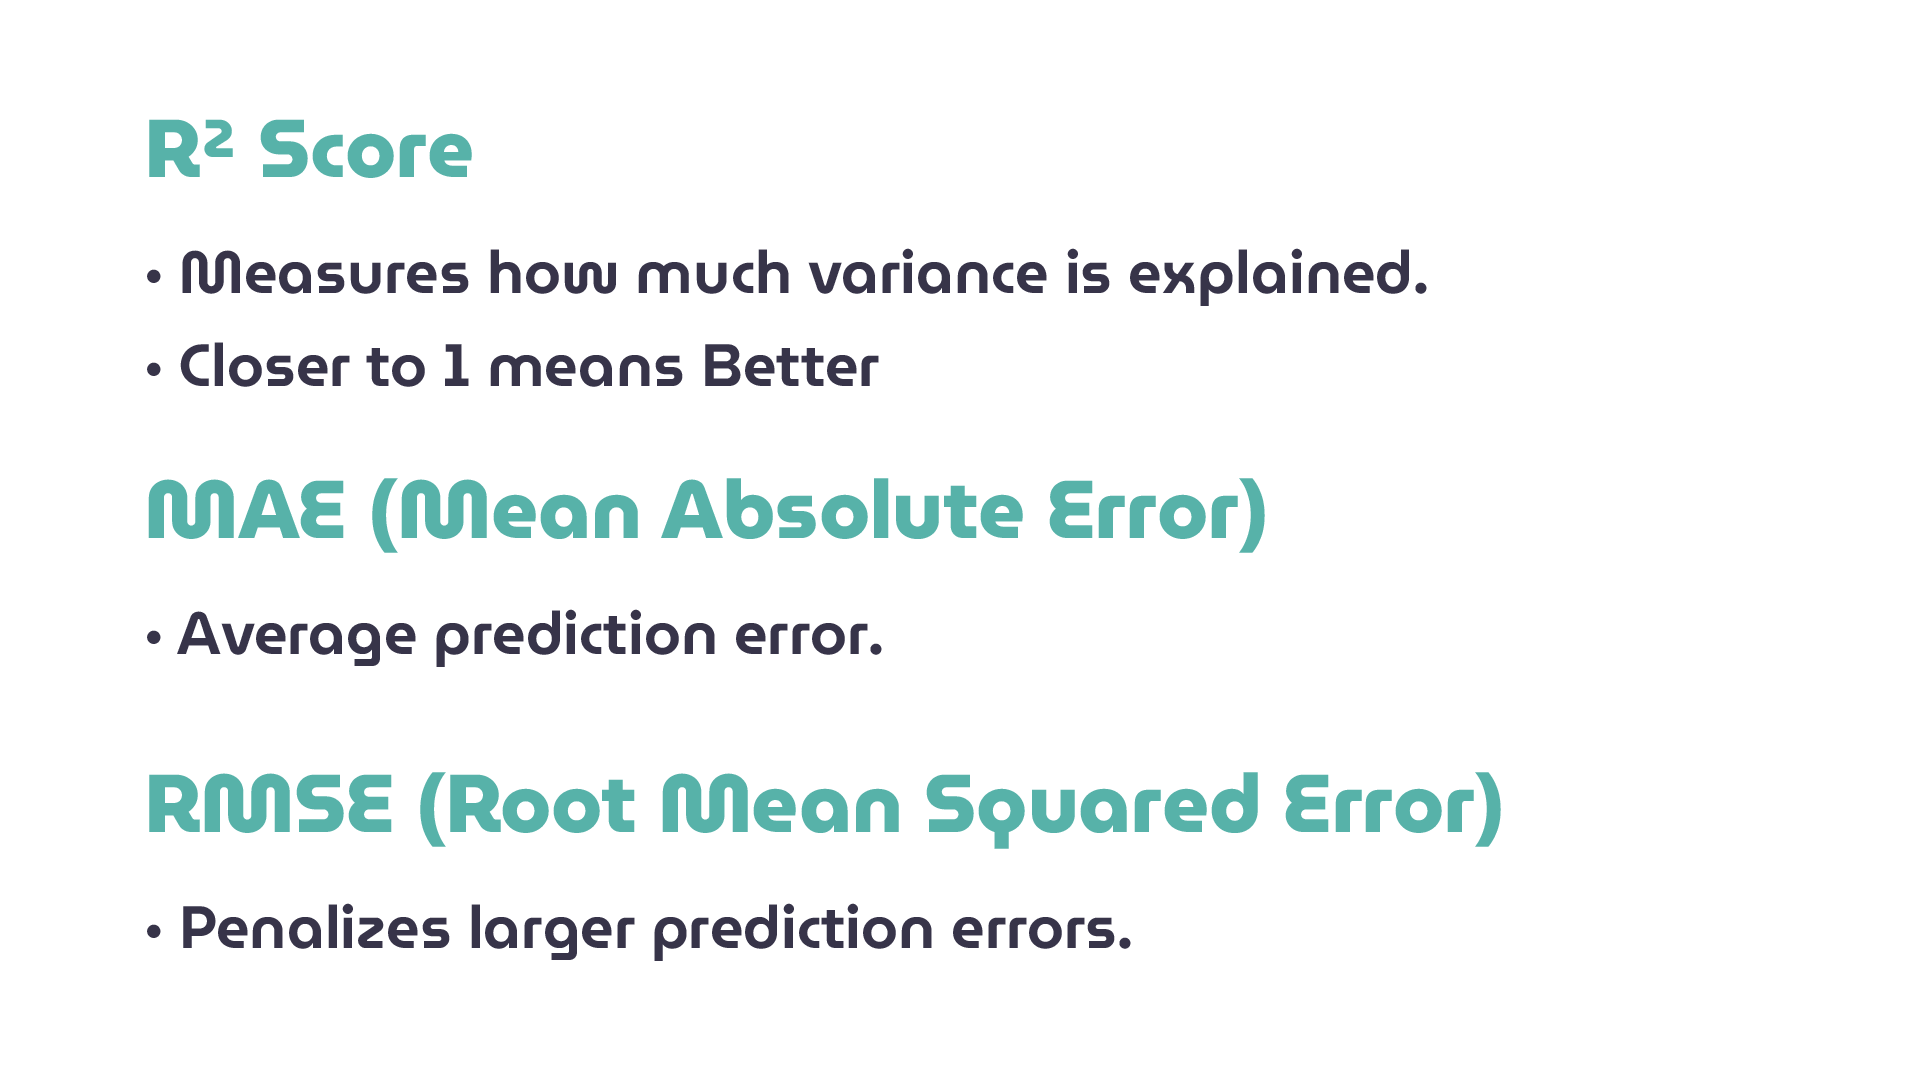 R² Score
• Measures how much variance is explained.
• Closer to 1 means Better
MAE (Mean Absolute Error)
• Average prediction error.
RMSE (Root Mean Squared Error)
• Penalizes larger prediction errors.